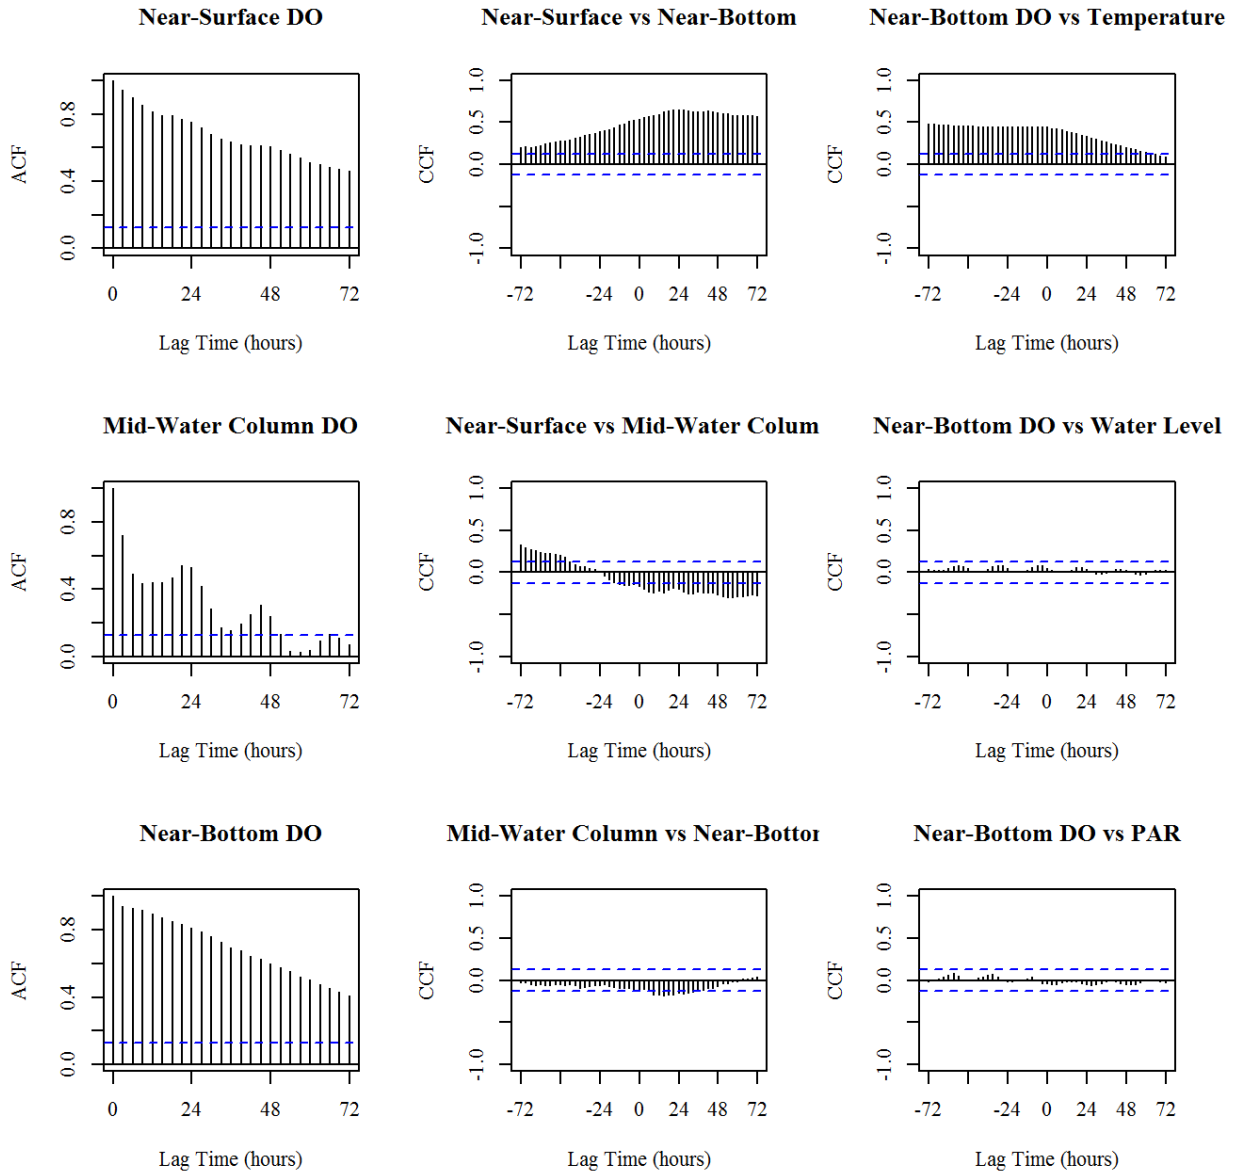 Near-Surface DO
ACF
0.0 0.4 0.8
0 24 48 72
Lag Time (hours)
Near-Surface vs Near-Bottom
CCF
-1.0 0.0 0.5 1.0
-72 -24 0 24 48 72
Lag Time (hours)
Near-Bottom DO vs Temperature
CCF
-1.0 0.0 0.5 1.0
-72 -24 0 24 48 72
Lag Time (hours)
Mid-Water Column DO
ACF
0.0 0.4 0.8
0 24 48 72
Lag Time (hours)
Near-Surface vs Mid-Water Colum
CCF
-1.0 0.0 0.5 1.0
-72 -24 0 24 48 72
Lag Time (hours)
Near-Bottom DO vs Water Level
CCF
-1.0 0.0 0.5 1.0
-72 -24 0 24 48 72
Lag Time (hours)
Near-Bottom DO
ACF
0.0 0.4 0.8
0 24 48 72
Lag Time (hours)
Mid-Water Column vs Near-Bottor
CCF
-1.0 0.0 0.5 1.0
-72 -24 0 24 48 72
Lag Time (hours)
Near-Bottom DO vs PAR
CCF
-1.0 0.0 0.5 1.0
-72 -24 0 24 48 72
Lag Time (hours)